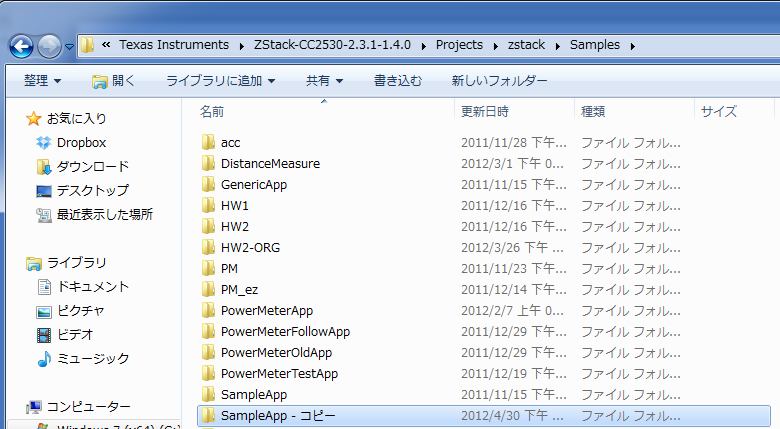 « Texas Instruments ▸ ZStack-CC2530-2.3.1-1.4.0 ▸ Projects ▸ zstack ▸ Samples ▸
整理 開く ライブラリに追加 共有 書き込む 新しいフォルダー
名前 更新日時 種類 サイズ
お気に入り
Dropbox
ダウンロード
デスクトップ
最近表示した場所
ライブラリ
ドキュメント
ピクチャ
ビデオ
ミュージック
コンピューター
acc 2011/11/28 下午... ファイル フォル...
DistanceMeasure 2012/3/1 下午 0... ファイル フォル...
GenericApp 2011/11/15 下午... ファイル フォル...
HW1 2011/12/16 下午... ファイル フォル...
HW2 2011/12/16 下午... ファイル フォル...
HW2-ORG 2012/3/26 下午 ... ファイル フォル...
PM 2011/11/23 下午... ファイル フォル...
PM_ez 2011/12/14 下午... ファイル フォル...
PowerMeterApp 2012/2/7 上午 0... ファイル フォル...
PowerMeterFollowApp 2011/12/29 下午... ファイル フォル...
PowerMeterOldApp 2011/12/29 下午... ファイル フォル...
PowerMeterTestApp 2011/12/19 下午... ファイル フォル...
SampleApp 2011/11/15 下午... ファイル フォル...
SampleApp - コピー 2012/4/30 下午 ... ファイル フォル...